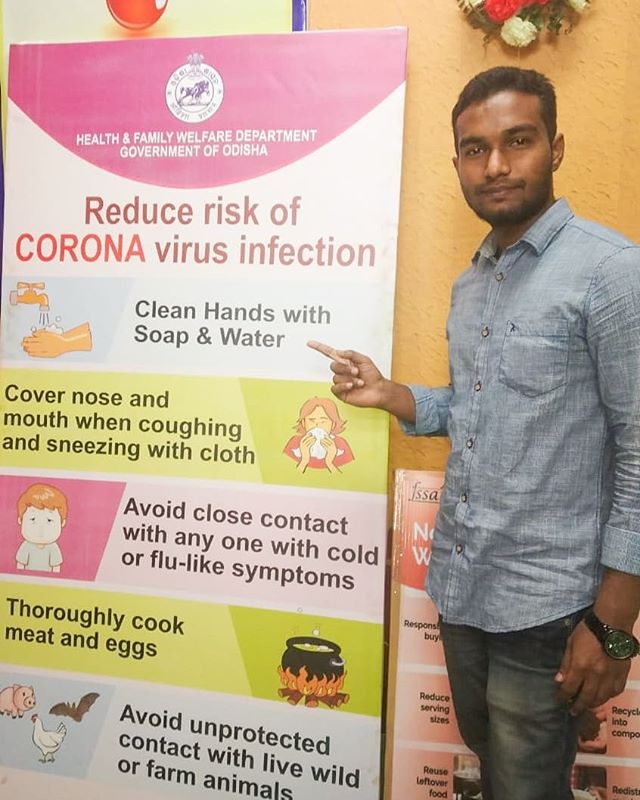 HEALTH & FAMILY WELFARE DEPARTMENT
GOVERNMENT OF ODISHA
Reduce risk of
CORONA virus infection
Clean Hands with
Soap & Water
Cover nose and
mouth when coughing
and sneezing with cloth
Avoid close contact
with any one with cold
or flu-like symptoms
Thoroughly cook
meat and eggs
Avoid unprotected
contact with live wild
or farm animals
fssa
Reduce
serving
sizes
Reuse
leftover
food
into